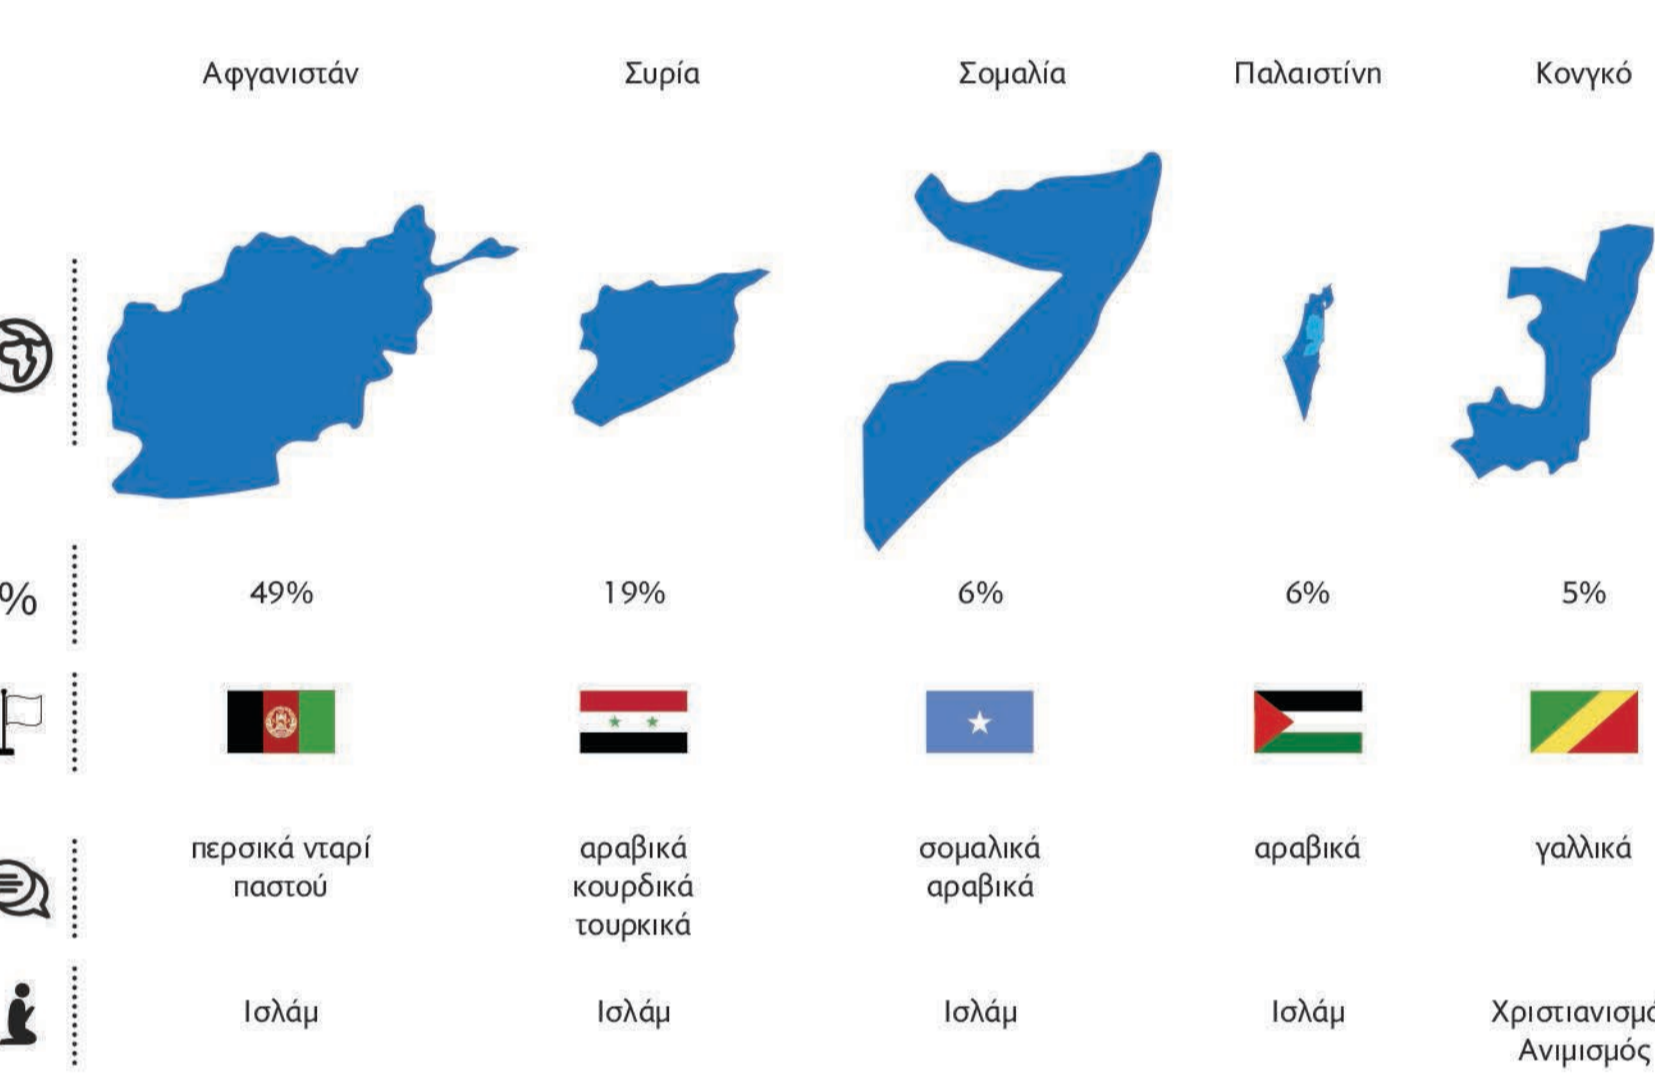 Αφγανιστάν Συρία Σομαλία Παλαιστίνη Κονγκό
% 49% 19% 6% 6% 5%
περσικά νταρί αραβικά σομαλικά αραβικά γαλλικά
παστού κουρδικά αραβικά
τουρκικά
Ισλάμ Ισλάμ Ισλάμ Ισλάμ Χριστιανισμό
Ανιμισμός